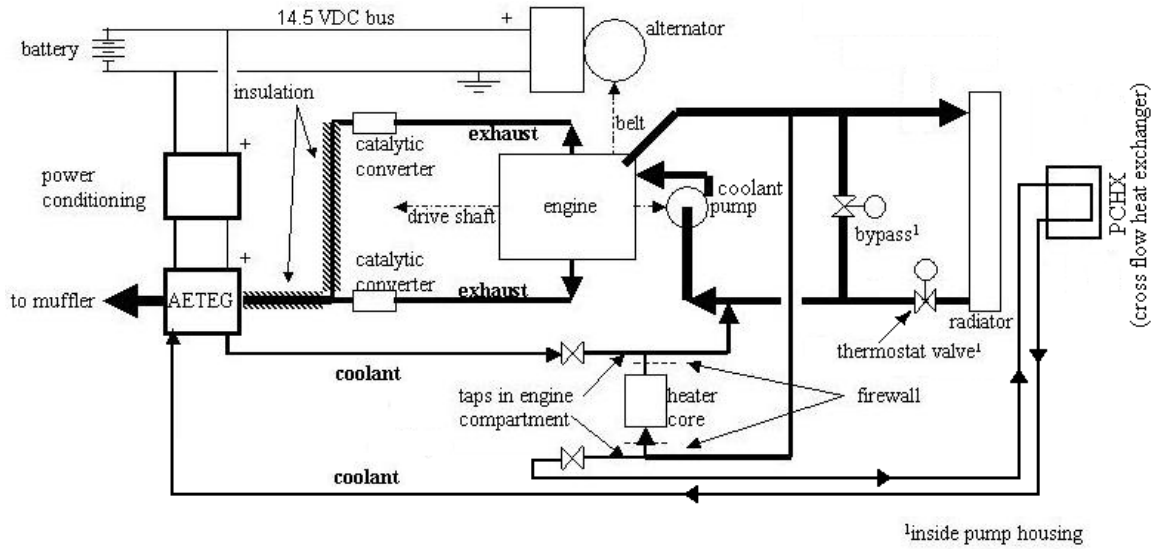 14.5 VDC bus
+
alternator
battery
insulation
belt
exhaust
catalytic
converter
+
power
conditioning
engine
drive shaft
coolant
pump
bypass¹
PCHX
(cross flow heat exchanger)
+
catalytic
converter
to muffler
AETEG
exhaust
radiator
thermostat valve¹
coolant
taps in engine
compartment
heater
core
firewall
coolant
¹inside pump housing